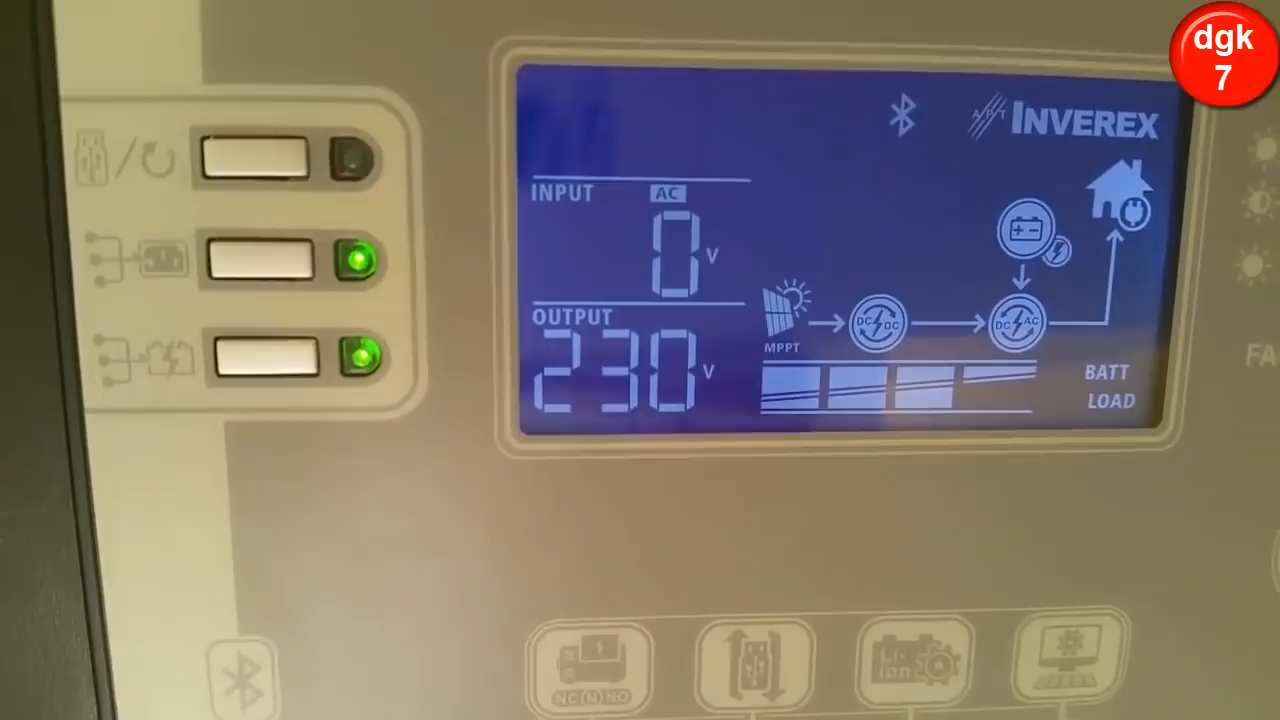 dgk
7
APT INVEREX
INPUT AC
0 V
OUTPUT
230 V
MPPT
DC DC
DC AC
BATT
LOAD
FA
NC(N)NO
Li-
ion